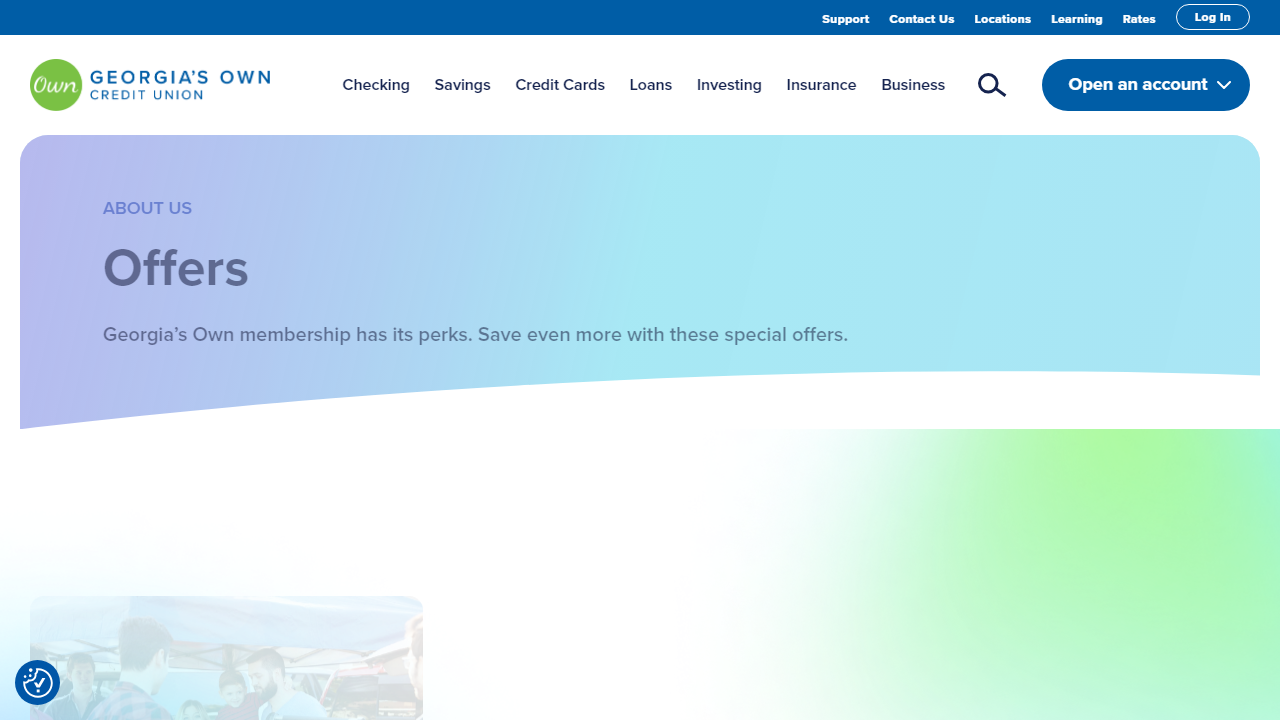 Support Contact Us Locations Learning Rates Log In
Own GEORGIA'S OWN
CREDIT UNION
Checking Savings Credit Cards Loans Investing Insurance Business Open an account
ABOUT US
Offers
Georgia’s Own membership has its perks. Save even more with these special offers.